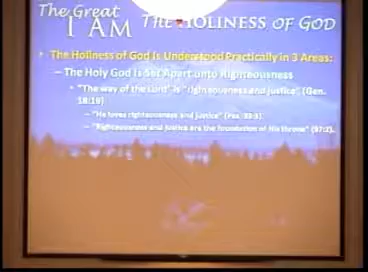 The Great
I AM
THE HOLINESS OF GOD
The Holiness of God Is Understood Practically in 3 Areas:
– The Holy God Is Set Apart unto Righteousness
"The way of the Lord" is "righteousness and justice" (Gen. 18:19)
– "He loves righteousness and justice" (Psa. 33:5)
– "Righteousness and justice are the foundation of His throne" (97:2).